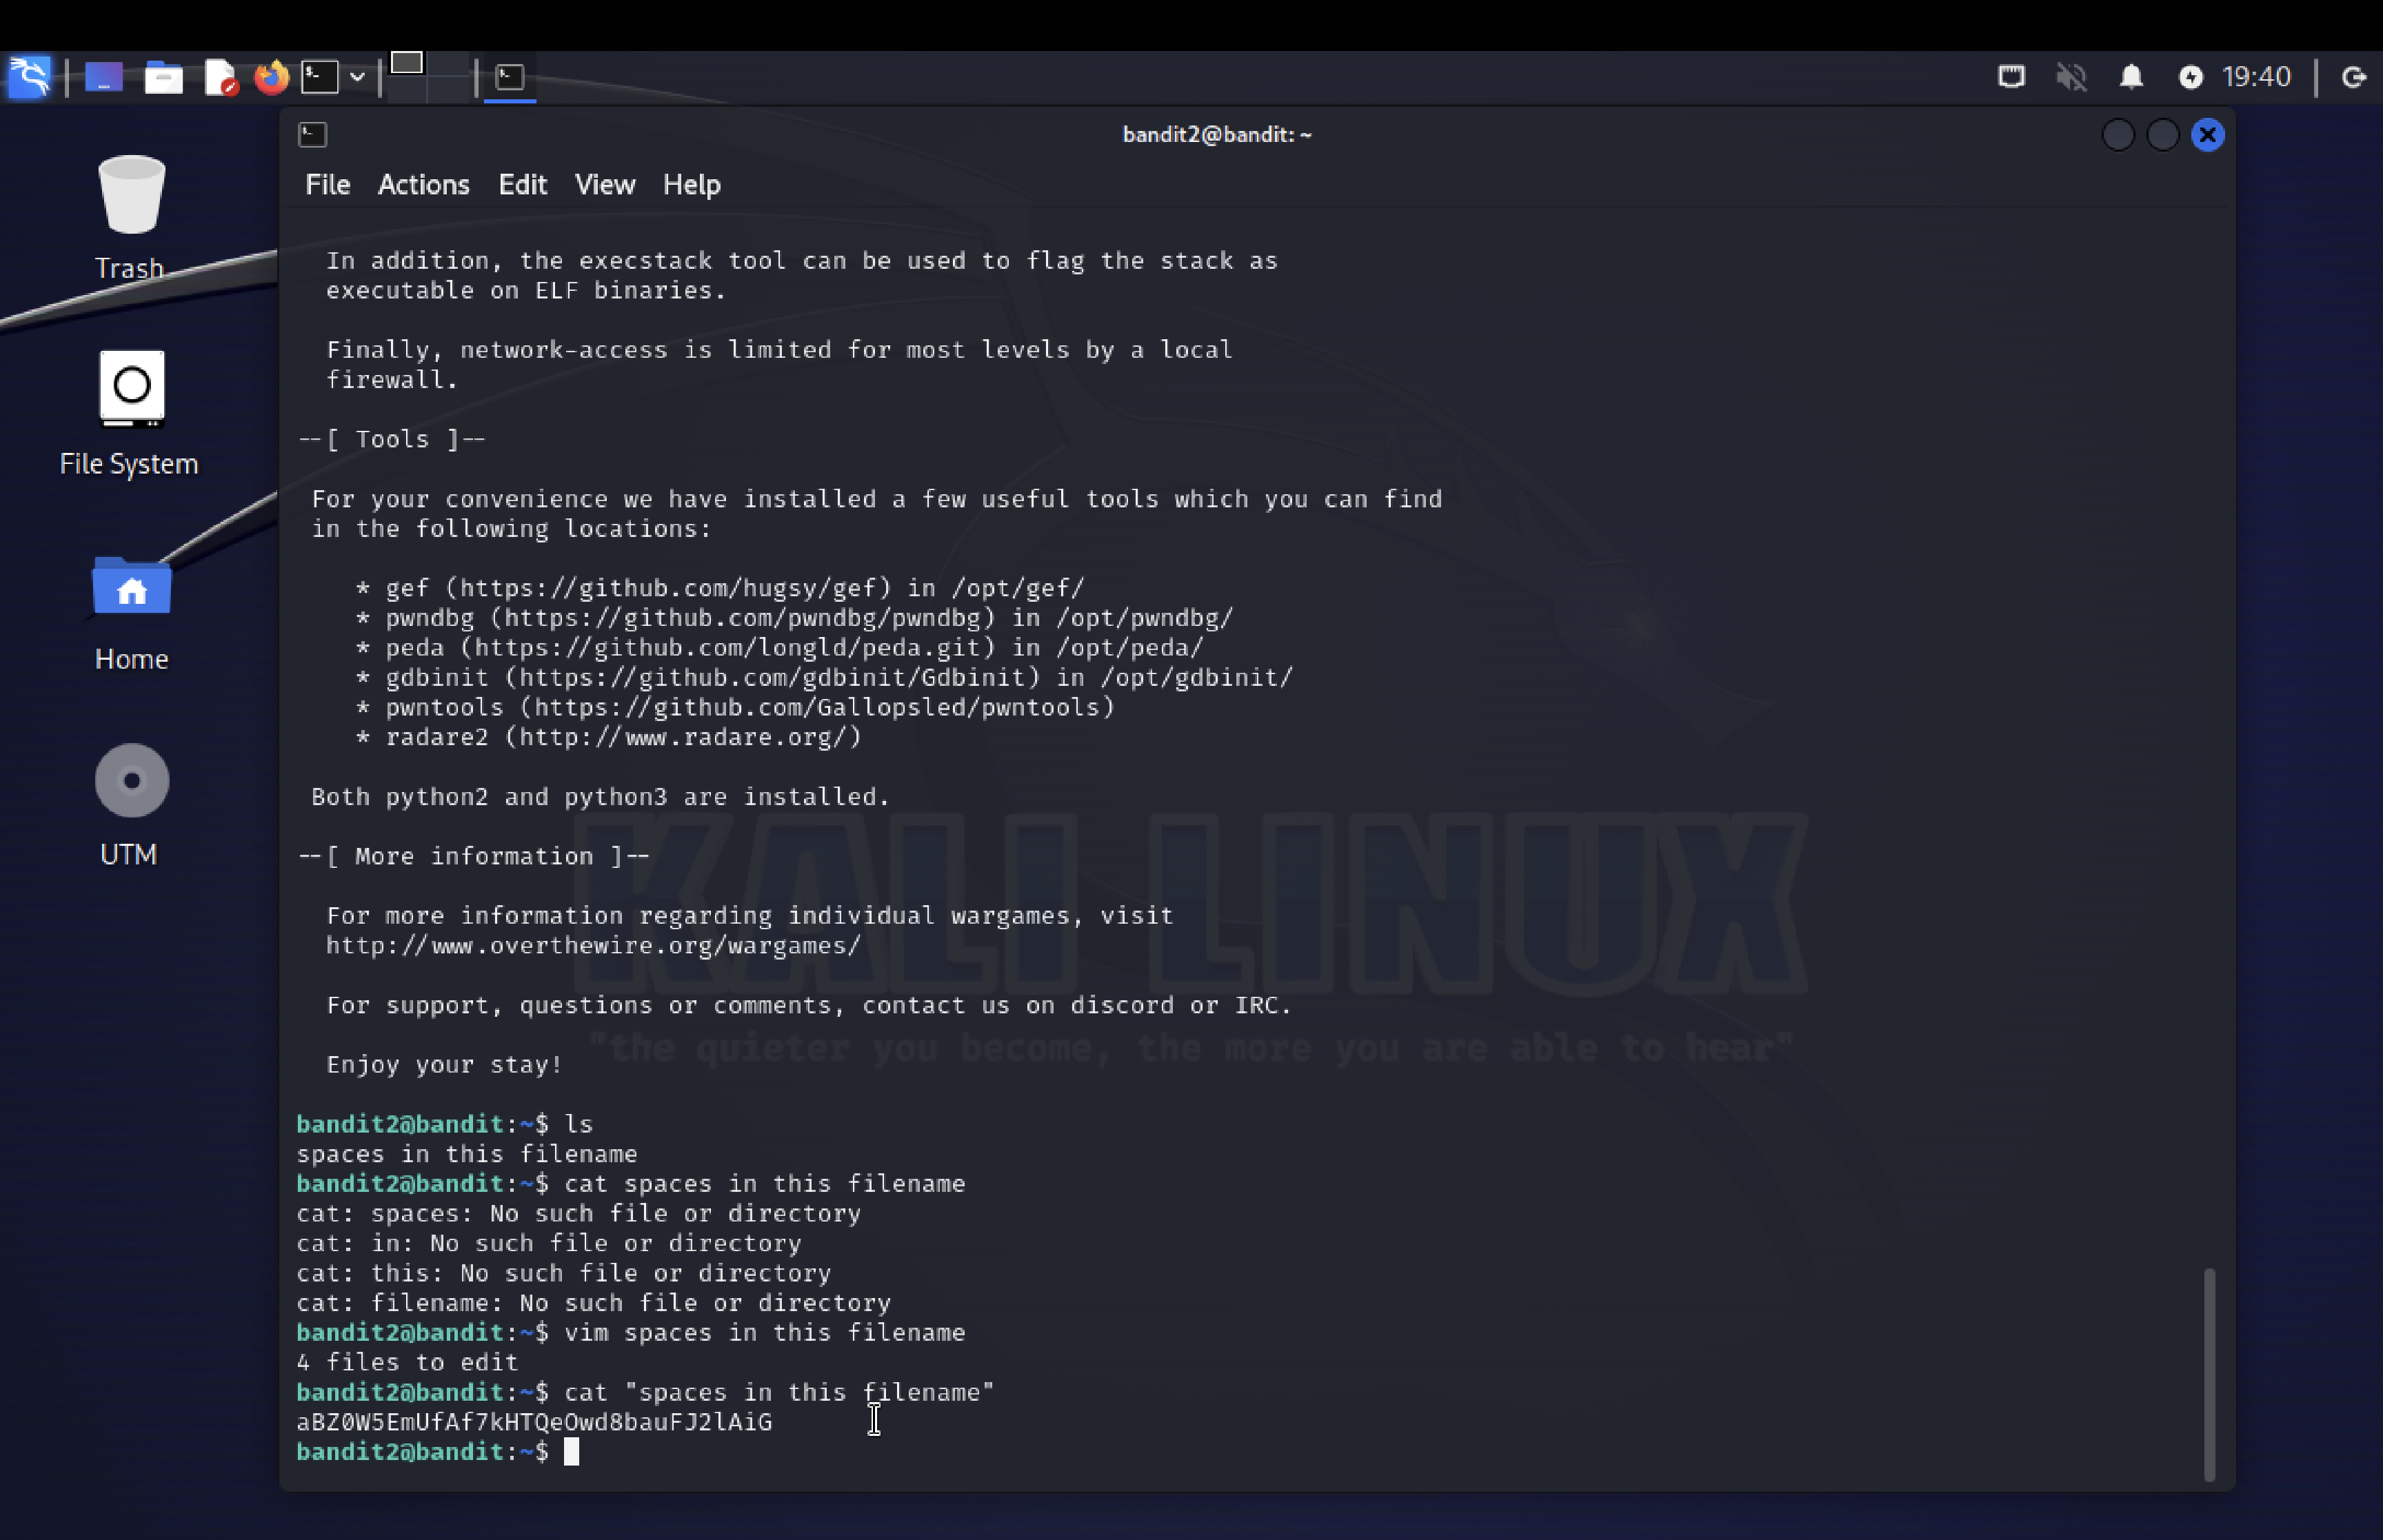 19:40
bandit2@bandit: ~
File Actions Edit View Help
Trash
File System
Home
UTM
In addition, the execstack tool can be used to flag the stack as
executable on ELF binaries.
Finally, network-access is limited for most levels by a local
firewall.
--[ Tools ]--
For your convenience we have installed a few useful tools which you can find
in the following locations:
* gef (https://github.com/hugsy/gef) in /opt/gef/
* pwndbg (https://github.com/pwndbg/pwndbg) in /opt/pwndbg/
* peda (https://github.com/longld/peda.git) in /opt/peda/
* gdbinit (https://github.com/gdbinit/Gdbinit) in /opt/gdbinit/
* pwntools (https://github.com/Gallopsled/pwntools)
* radare2 (http://www.radare.org/)
Both python2 and python3 are installed.
--[ More information ]--
For more information regarding individual wargames, visit
http://www.overthewire.org/wargames/
For support, questions or comments, contact us on discord or IRC.
Enjoy your stay!
KALI LINUX
"the quieter you become, the more you are able to hear"
bandit2@bandit:~$ ls
spaces in this filename
bandit2@bandit:~$ cat spaces in this filename
cat: spaces: No such file or directory
cat: in: No such file or directory
cat: this: No such file or directory
cat: filename: No such file or directory
bandit2@bandit:~$ vim spaces in this filename
4 files to edit
bandit2@bandit:~$ cat "spaces in this filename"
aBZ0W5EmUfAf7kHTQeOwd8bauFJ2lAiG
bandit2@bandit:~$